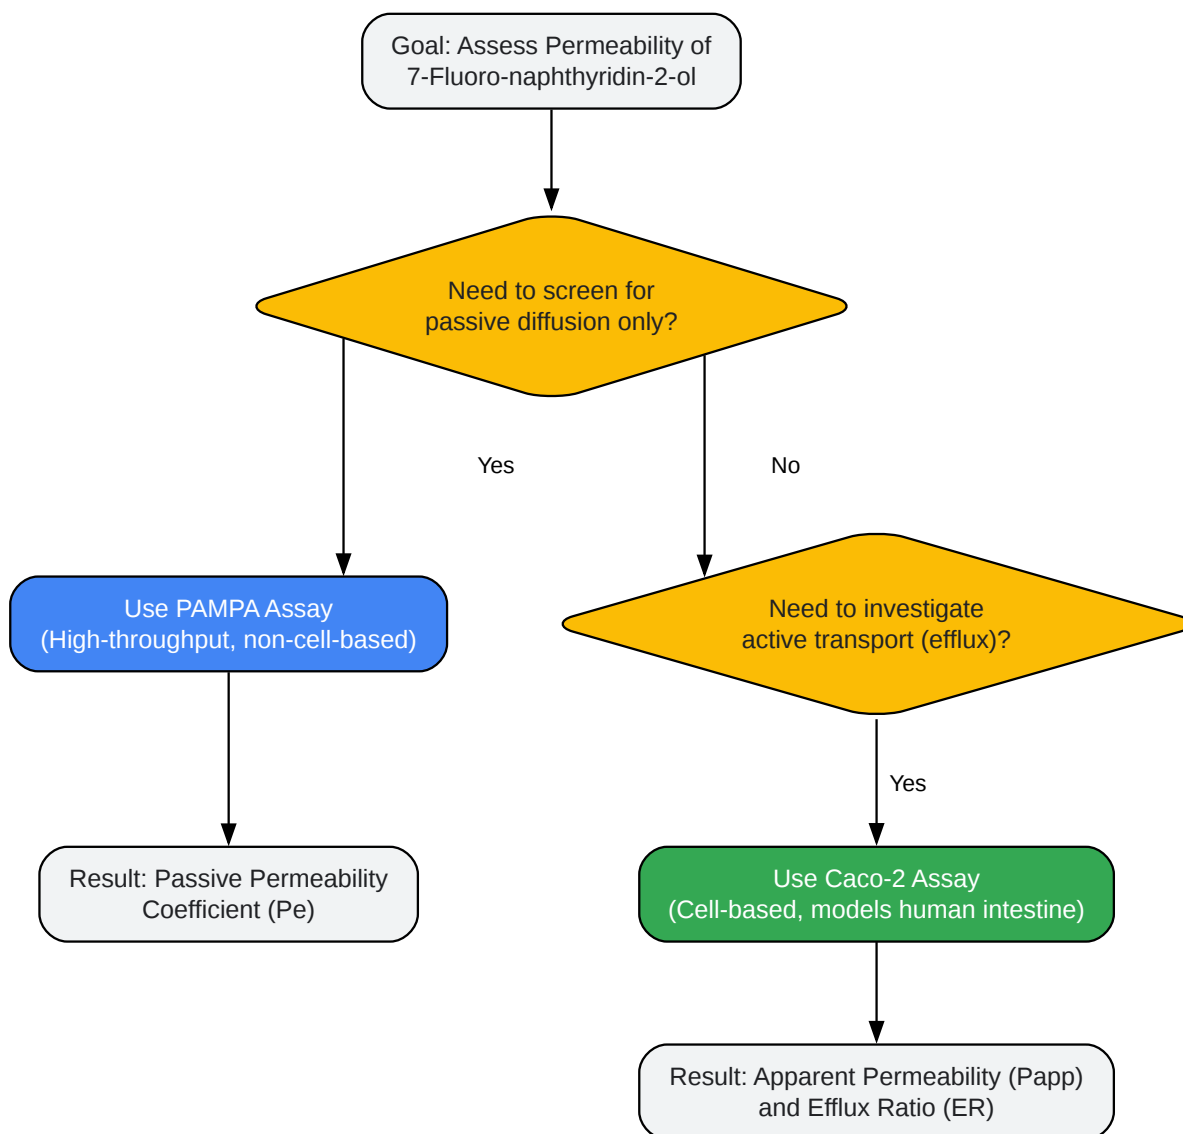 Goal: Assess Permeability of
7-Fluoro-naphthyridin-2-ol
Need to screen for
passive diffusion only?
Yes
No
Use PAMPA Assay
(High-throughput, non-cell-based)
Need to investigate
active transport (efflux)?
Yes
Result: Passive Permeability
Coefficient (Pe)
Use Caco-2 Assay
(Cell-based, models human intestine)
Result: Apparent Permeability (Papp)
and Efflux Ratio (ER)